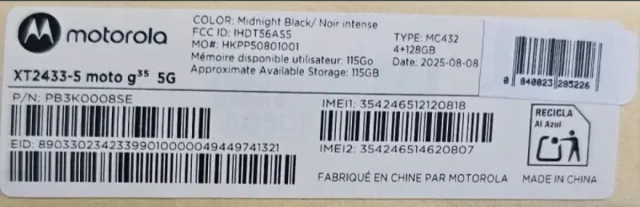 motorola
COLOR: Midnight Black/ Noir intense
FCC ID: IHDT56AS5
MO#: HKPP50801001
Mémoire disponible utilisateur: 115Go
Approximate Available Storage: 115GB
TYPE: MC432
4+128GB
Date: 2025-08-08
0 840023 285226
XT2433-5 moto g35 5G
P/N: PB3K0008SE
IMEI1: 354246512120818
EID: 89033023423399010000049449741321
IMEI2: 354246514620807
RECICLA
Al Azul
FABRIQUÉ EN CHINE PAR MOTOROLA
MADE IN CHINA